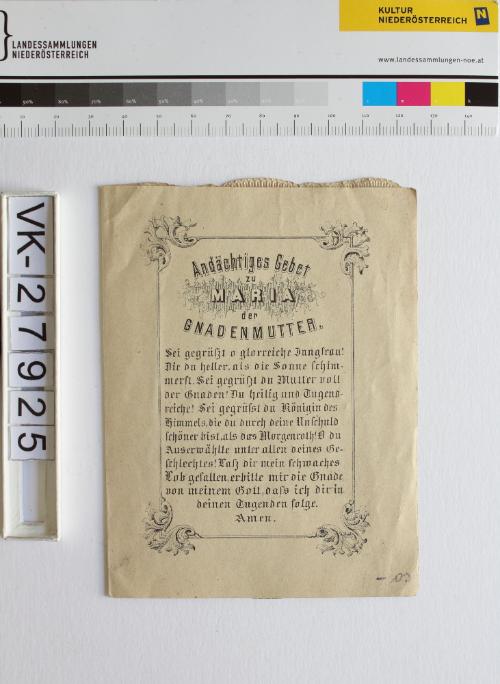 LANDESSAMMLUNGEN
NIEDERÖSTERREICH
KULTUR
NIEDERÖSTERREICH
N
www.landessammlungen-noe.at
VK-27925
Andächtiges Gebet
zu
MARIA
der
GNADENMUTTER.
Sei gegrüßt o glorreiche Jungfrau!
Die du heller, als die Sonne schim-
merst. Sei gegrüßt du Mutter voll
der Gnaden! Du heilig und Tugend-
reiche! Sei gegrüßt du Königin des
Himmels, die du durch deine Unschuld
schöner bist, als das Morgenroth! O du
Auserwählte unter allen deines Ge-
schlechtes! Laß dir mein schwaches
Lob gefallen, erbitte mir die Gnade
von meinem Gott, daß ich dir in
deinen Tugenden folge.
Amen.